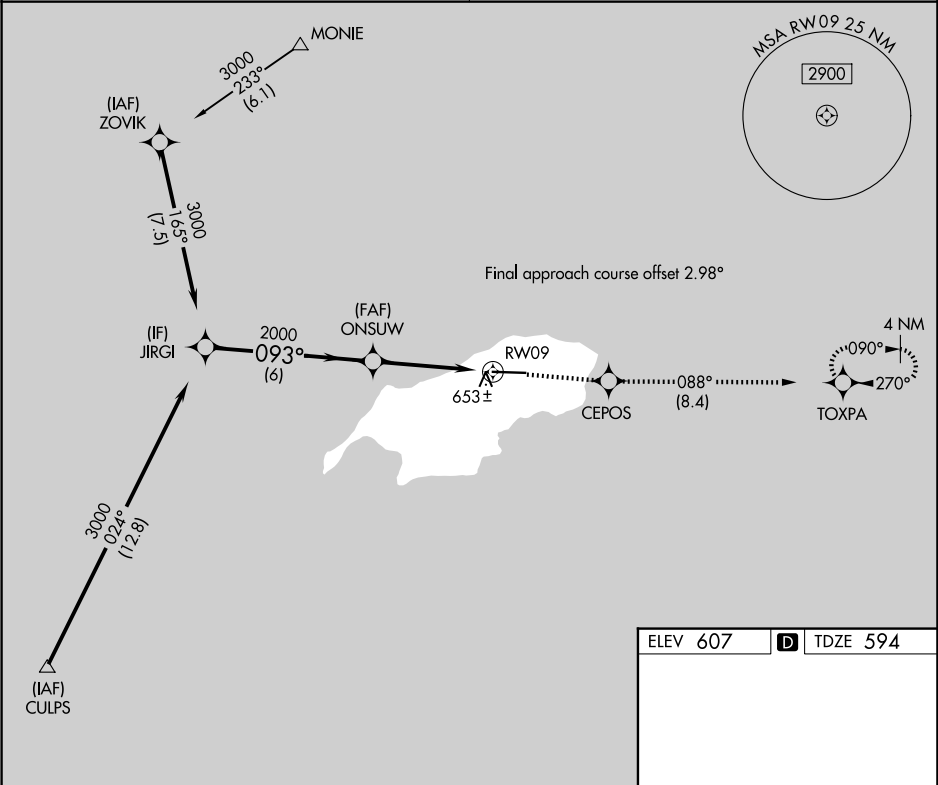 MONIE
3000
233°
(6.1)
MSA RW09 25 NM
2900
(IAF)
ZOVIK
3000
165°
(7.5)
Final approach course offset 2.98°
(IF)
JIRGI
2000
093°
(6)
(FAF)
ONSUW
RW09
653±
CEPOS
088°
(8.4)
4 NM
090°
270°
TOXPA
3000
024°
(12.8)
(IAF)
CULPS
ELEV 607 D TDZE 594